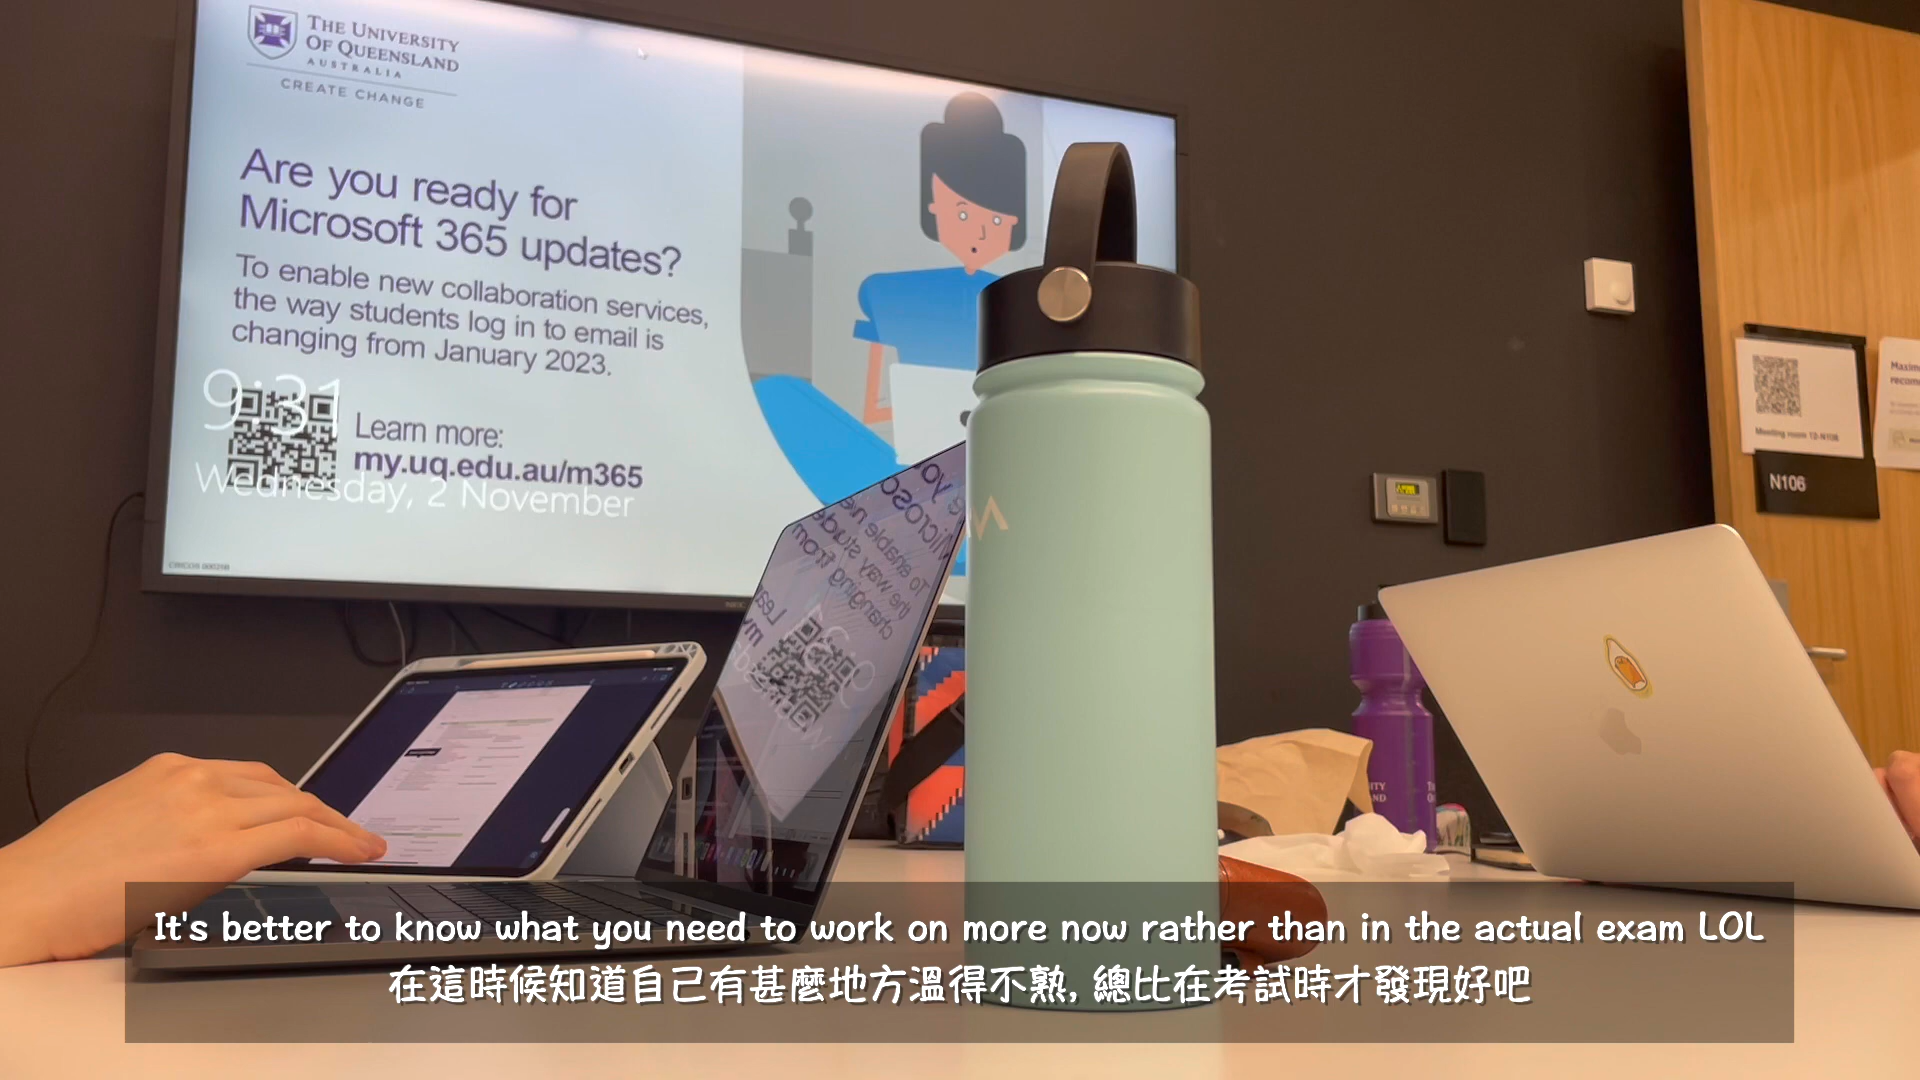 THE UNIVERSITY
OF QUEENSLAND
AUSTRALIA
CREATE CHANGE
Are you ready for
Microsoft 365 updates?
To enable new collaboration services,
the way students log in to email is
changing from January 2023.
9:31
Learn more:
my.uq.edu.au/m365
Wednesday, 2 November
Meeting room 12-N106
N106
It's better to know what you need to work on more now rather than in the actual exam LOL
在這時候知道自己有甚麼地方溫得不熟, 總比在考試時才發現好吧